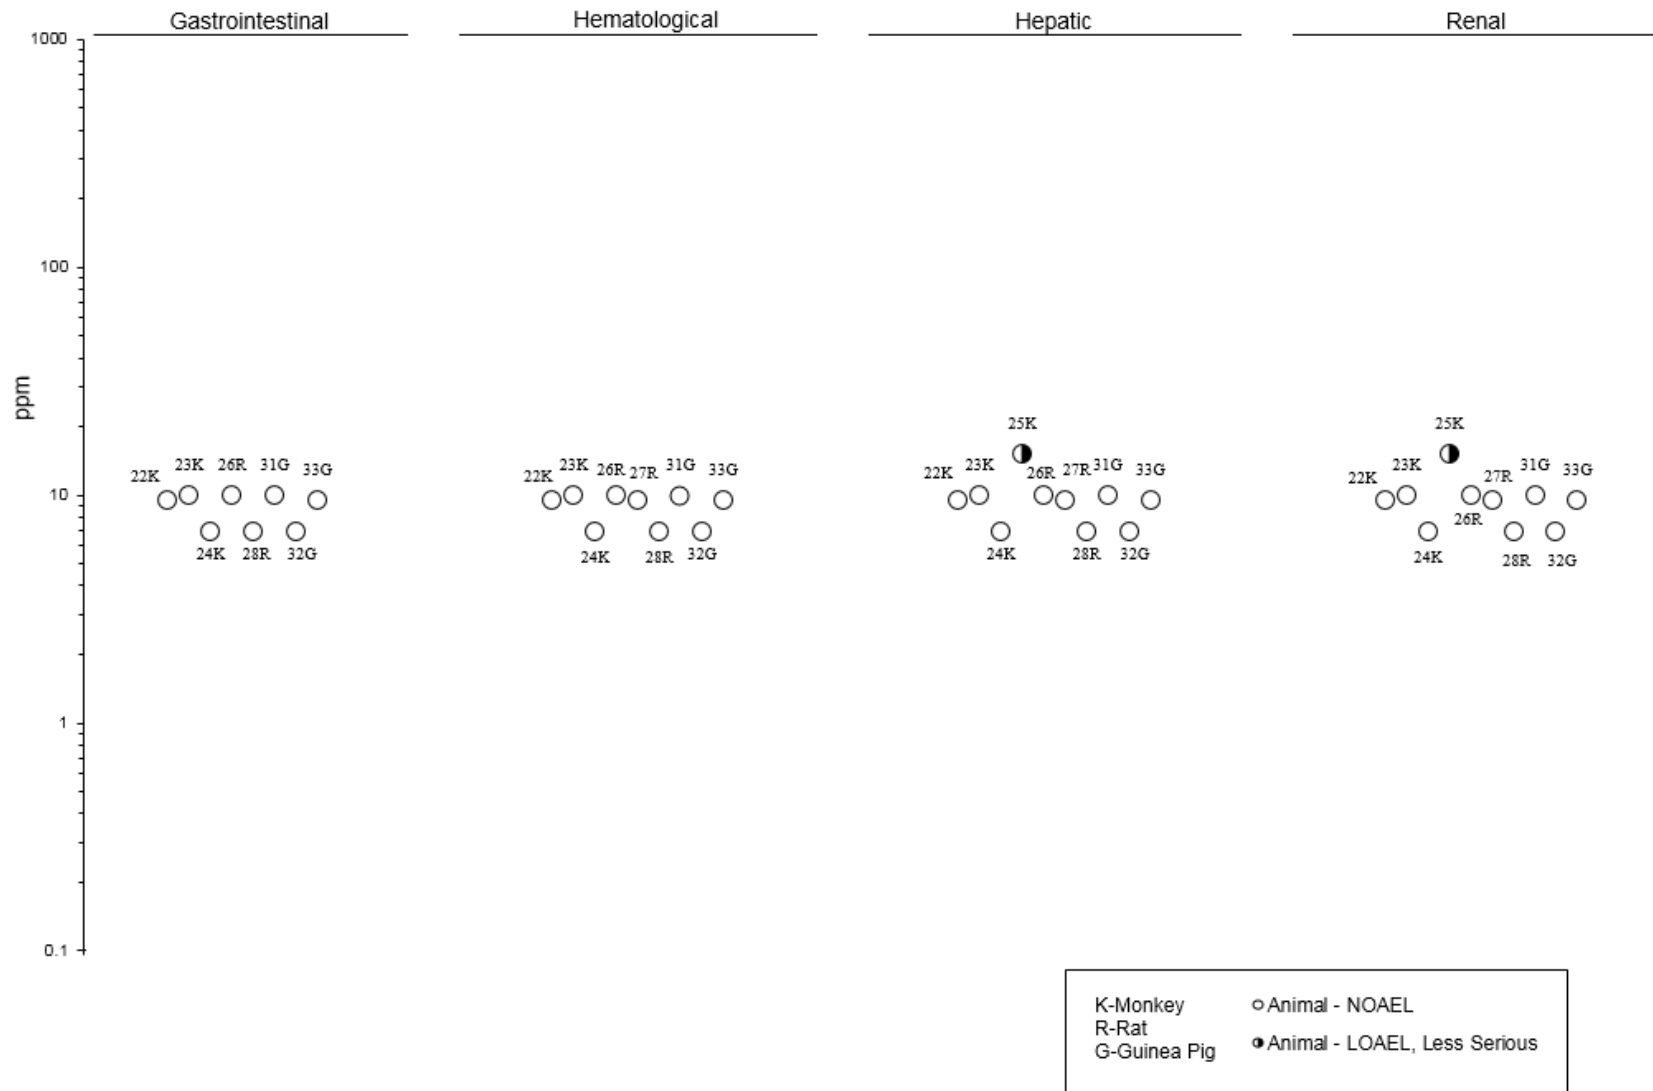 Gastrointestinal Hematological Hepatic Renal
1000
100
ppm
25K 25K
23K 26R 31G 33G 23K 26R 27R 31G 33G 23K 26R 27R 31G 33G 23K 27R 31G 33G
22K 22K 22K 22K
10
26R
24K 28R 32G 24K 28R 32G 24K 28R 32G 24K 28R 32G
1
0.1
K-Monkey Animal - NOAEL
R-Rat
G-Guinea Pig Animal - LOAEL, Less Serious